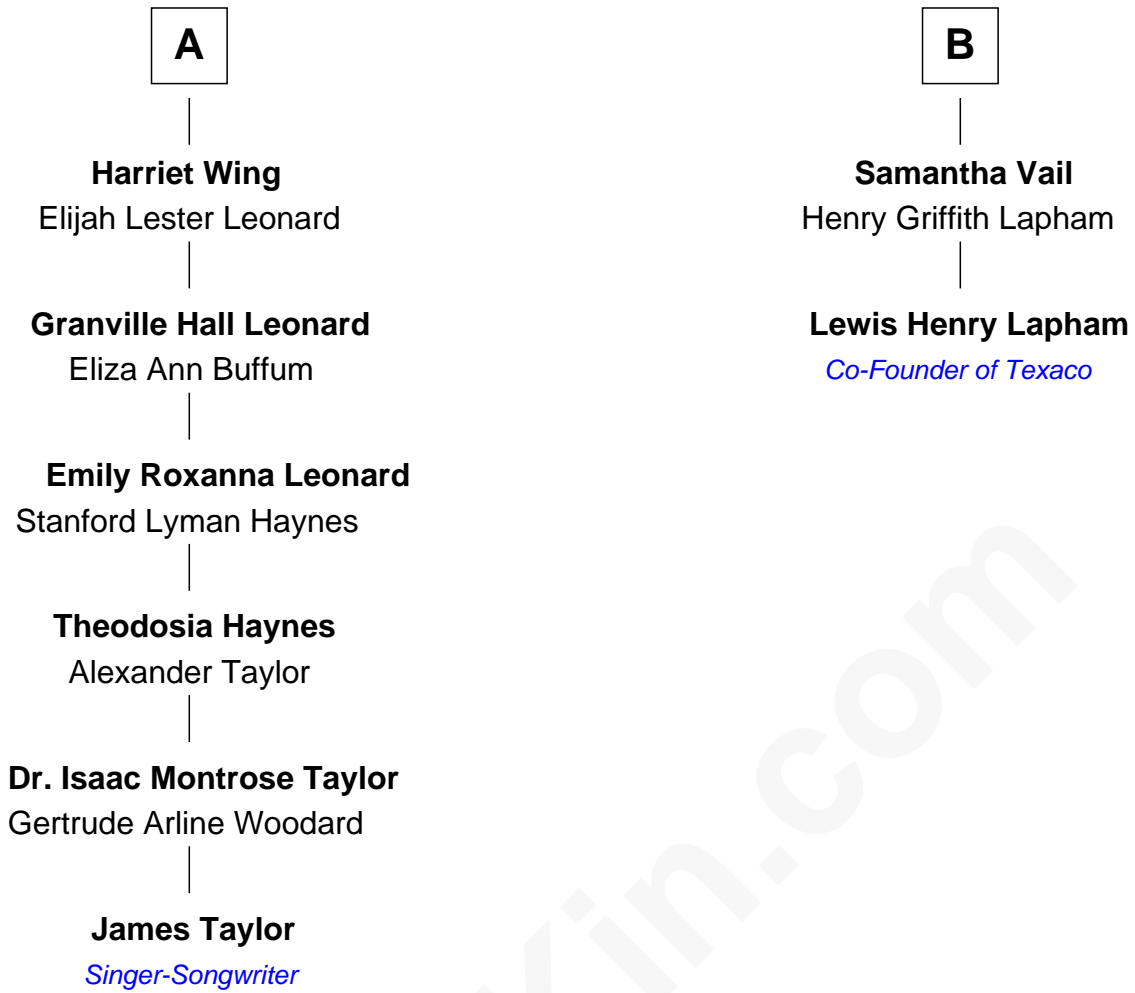 A
Harriet Wing
Elijah Lester Leonard
Granville Hall Leonard
Eliza Ann Buffum
Emily Roxanna Leonard
Stanford Lyman Haynes
Theodosia Haynes
Alexander Taylor
Dr. Isaac Montrose Taylor
Gertrude Arline Woodard
James Taylor
Singer-Songwriter
B
Samantha Vail
Henry Griffith Lapham
Lewis Henry Lapham
Co-Founder of Texaco
Kin.com